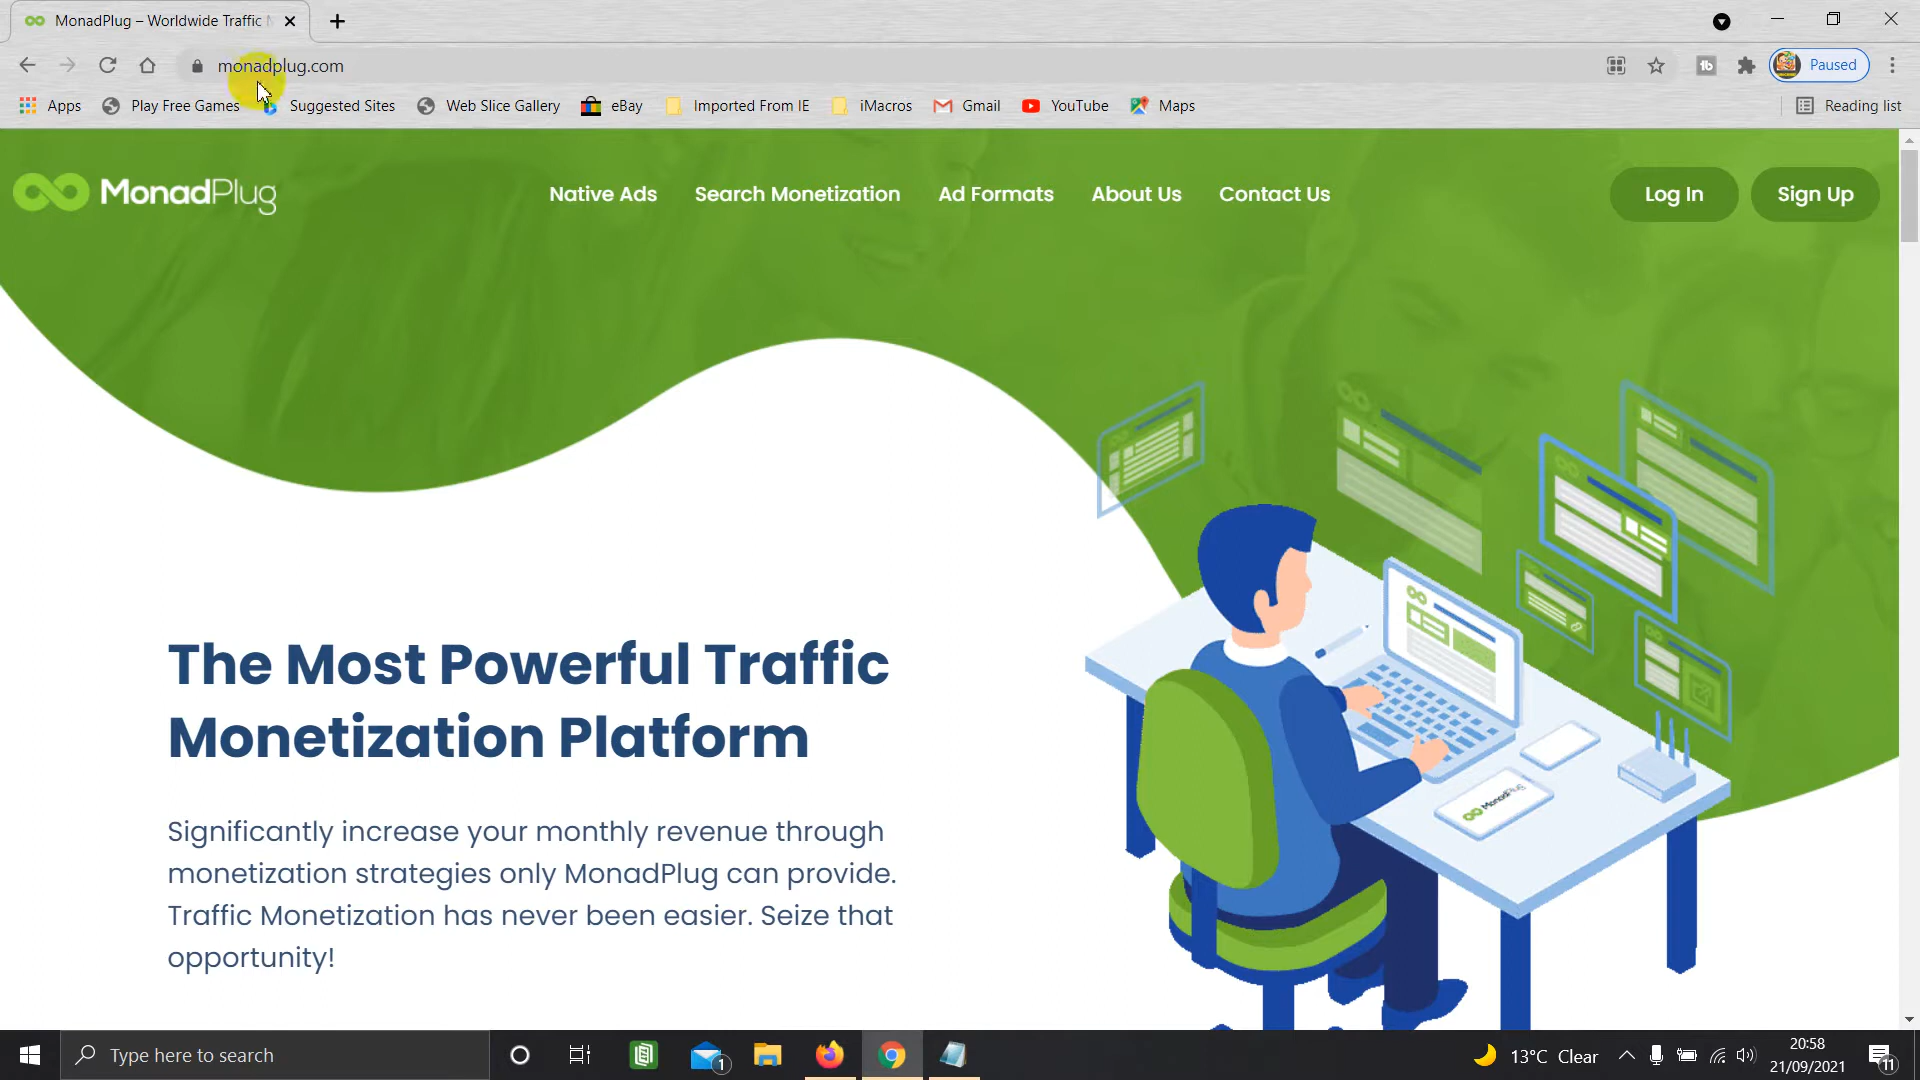 MonadPlug – Worldwide Traffic
monadplug.com
Paused
Apps Play Free Games Suggested Sites Web Slice Gallery eBay Imported From IE iMacros Gmail YouTube Maps Reading list
MonadPlug Native Ads Search Monetization Ad Formats About Us Contact Us Log In Sign Up
The Most Powerful Traffic
Monetization Platform
Significantly increase your monthly revenue through
monetization strategies only MonadPlug can provide.
Traffic Monetization has never been easier. Seize that
opportunity!
MonadPlug
Type here to search 1 13°C Clear 20:58
21/09/2021
11